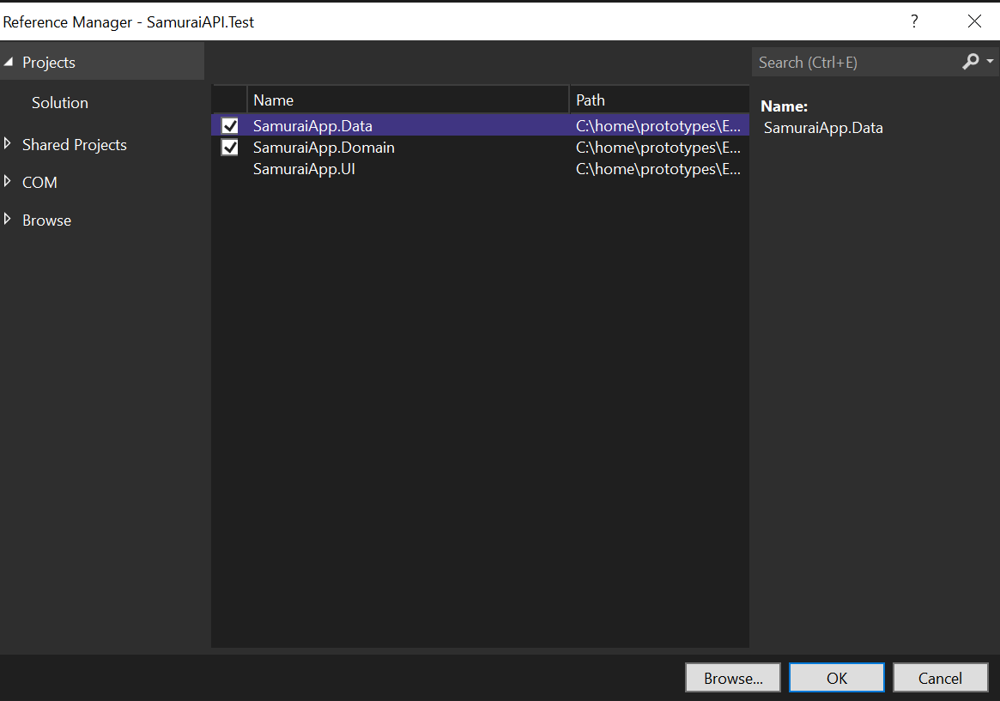 Reference Manager - SamuraiAPI.Test ?
Projects
Solution
Shared Projects
COM
Browse
Name Path
SamuraiApp.Data C:\home\prototypes\E...
SamuraiApp.Domain C:\home\prototypes\E...
SamuraiApp.UI C:\home\prototypes\E...
Search (Ctrl+E)
Name:
SamuraiApp.Data
Browse... OK Cancel